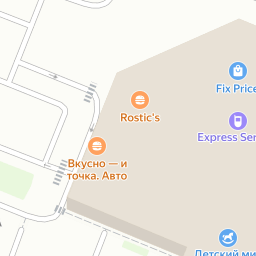 Fix Price
Rostic's
Express Ser
Вкусно — и
точка. Авто
Детский ми